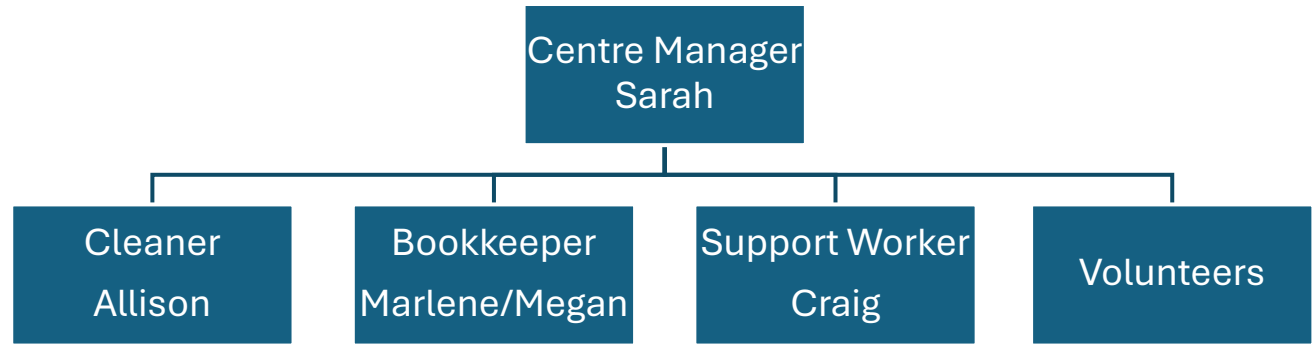 Centre Manager
Sarah
Cleaner
Allison
Bookkeeper
Marlene/Megan
Support Worker
Craig
Volunteers